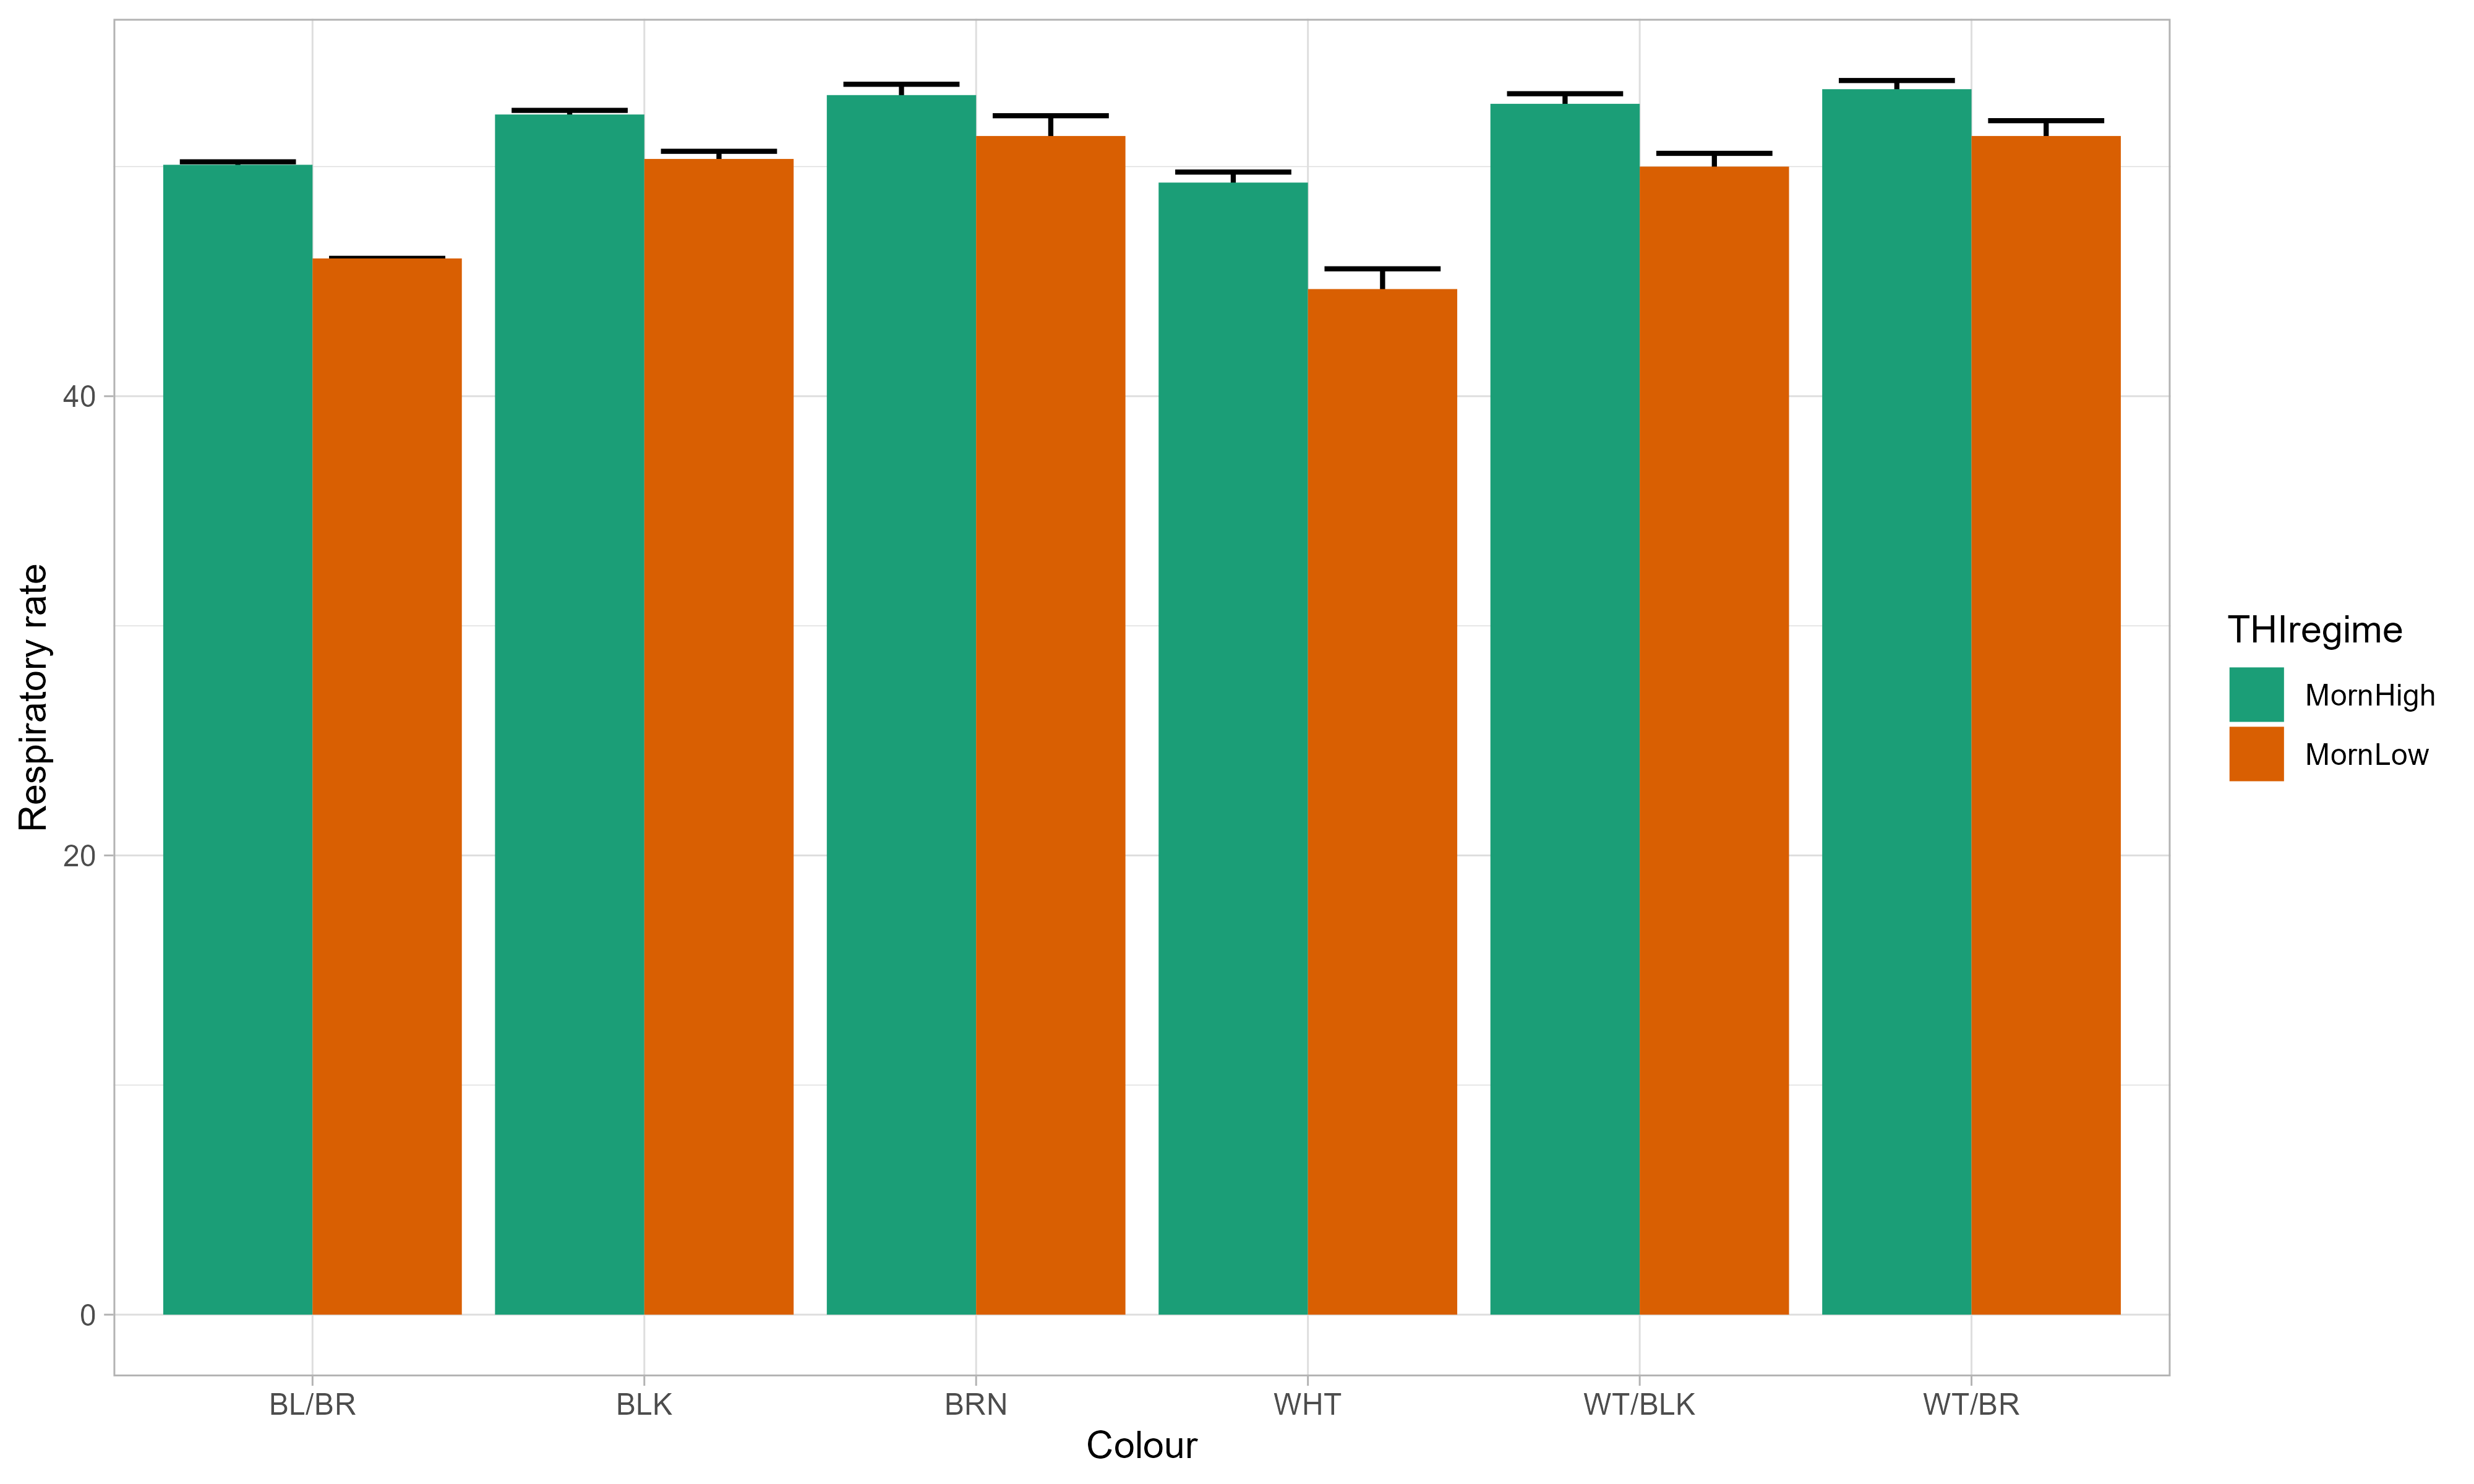 Respiratory rate
40
20
0
BL/BR
BLK
BRN
WHT
WT/BLK
WT/BR
Colour
THIregime
MornHigh
MornLow